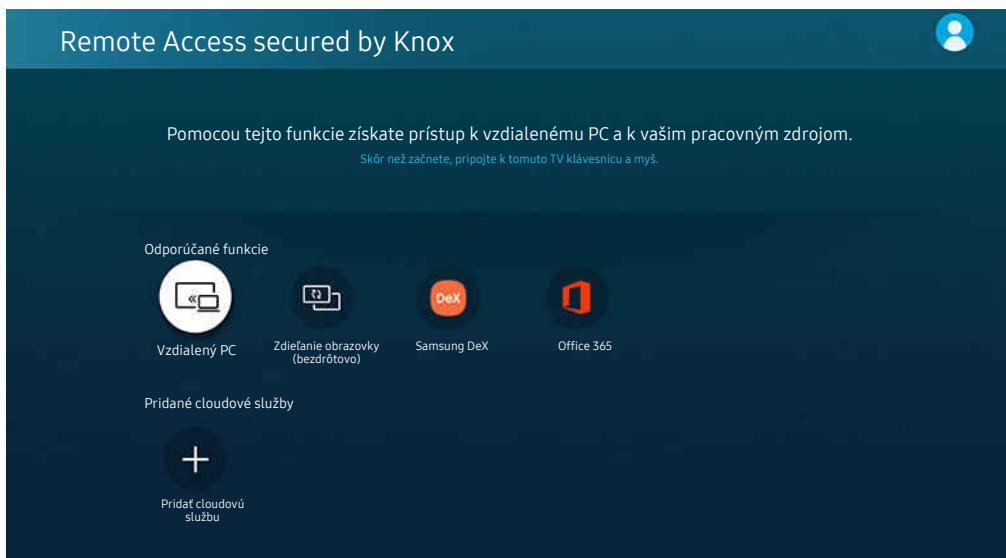 Remote Access secured by Knox
Pomocou tejto funkcie získate prístup k vzdialenému PC a k vašim pracovným zdrojom.
Skôr než začnete, pripojte k tomuto TV klávesnicu a myš.
Odporúčané funkcie
DeX
Vzdialený PC
Zdieľanie obrazovky
(bezdrôtovo)
Samsung DeX
Office 365
Pridané cloudové služby
Pridať cloudovú
službu